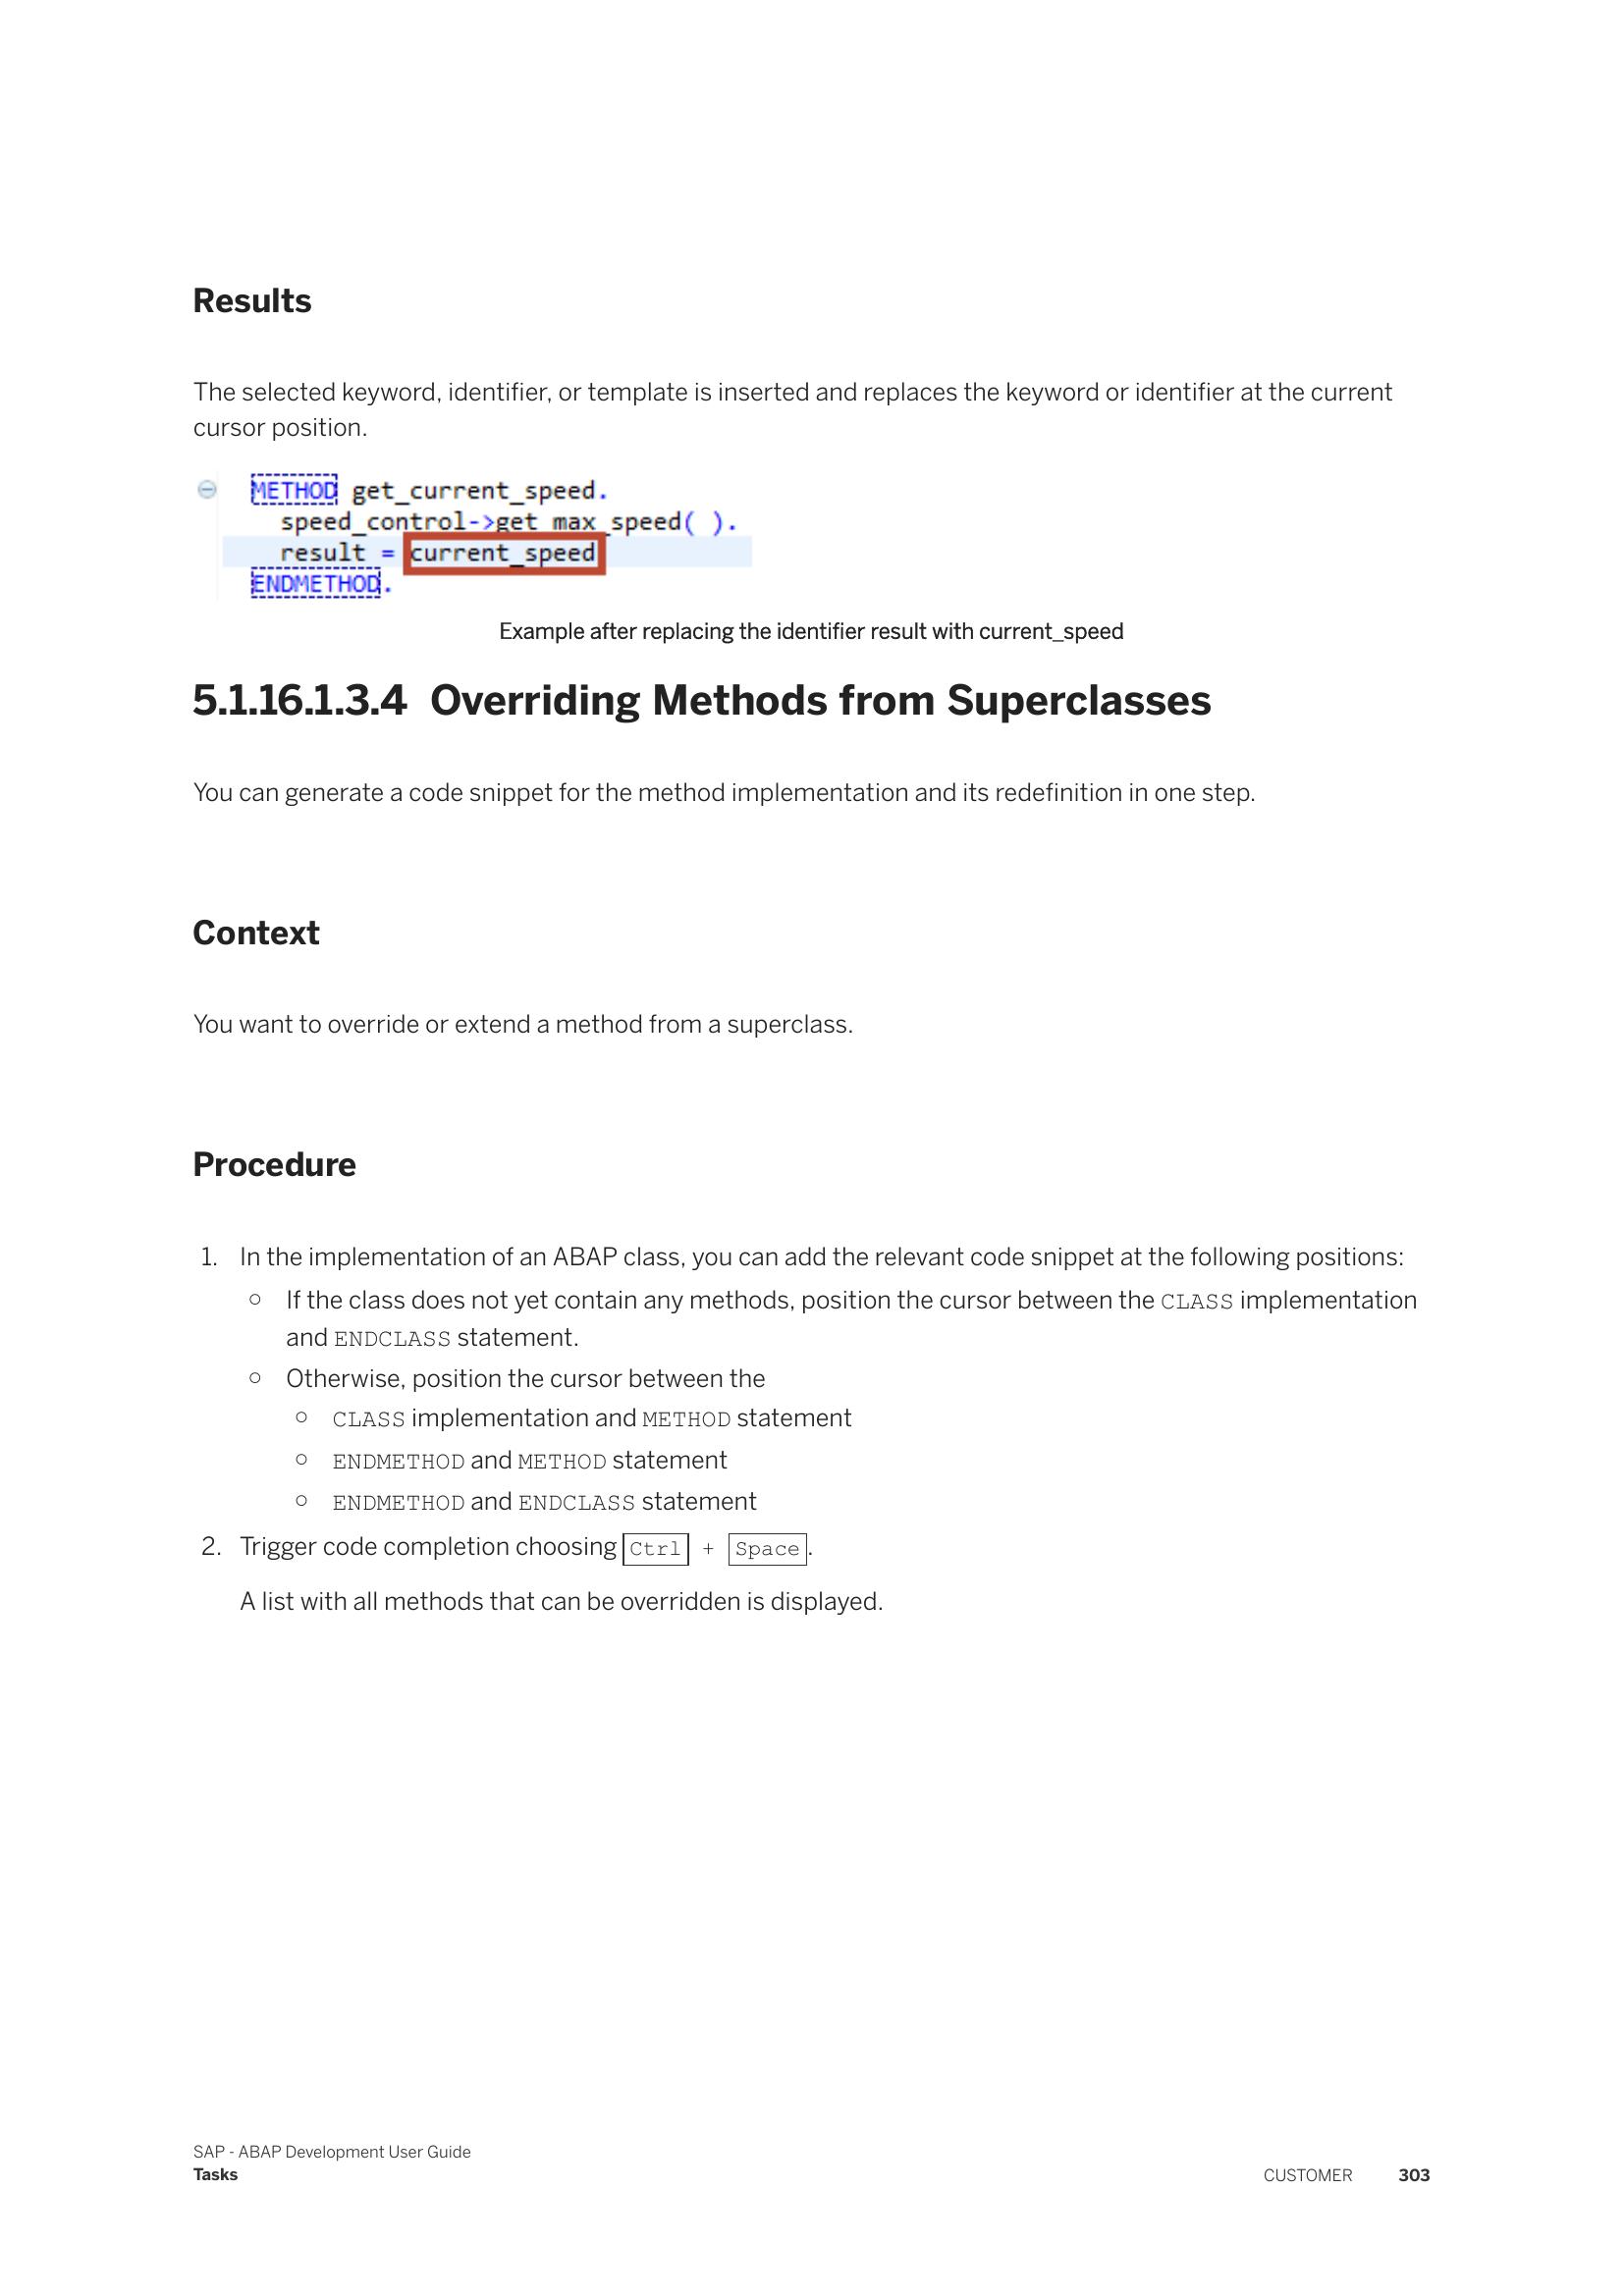 Results
The selected keyword, identifier, or template is inserted and replaces the keyword or identifier at the current
cursor position.
METHOD get_current_speed.
speed_control->get_max_speed( ).
result = current_speed
ENDMETHOD.
Example after replacing the identifier result with current_speed
5.1.16.1.3.4 Overriding Methods from Superclasses
You can generate a code snippet for the method implementation and its redefinition in one step.
Context
You want to override or extend a method from a superclass.
Procedure
1. In the implementation of an ABAP class, you can add the relevant code snippet at the following positions:
○ If the class does not yet contain any methods, position the cursor between the CLASS implementation
and ENDCLASS statement.
○ Otherwise, position the cursor between the
○ CLASS implementation and METHOD statement
○ ENDMETHOD and METHOD statement
○ ENDMETHOD and ENDCLASS statement
2. Trigger code completion choosing Ctrl + Space.
A list with all methods that can be overridden is displayed.
SAP - ABAP Development User Guide
Tasks
CUSTOMER 303